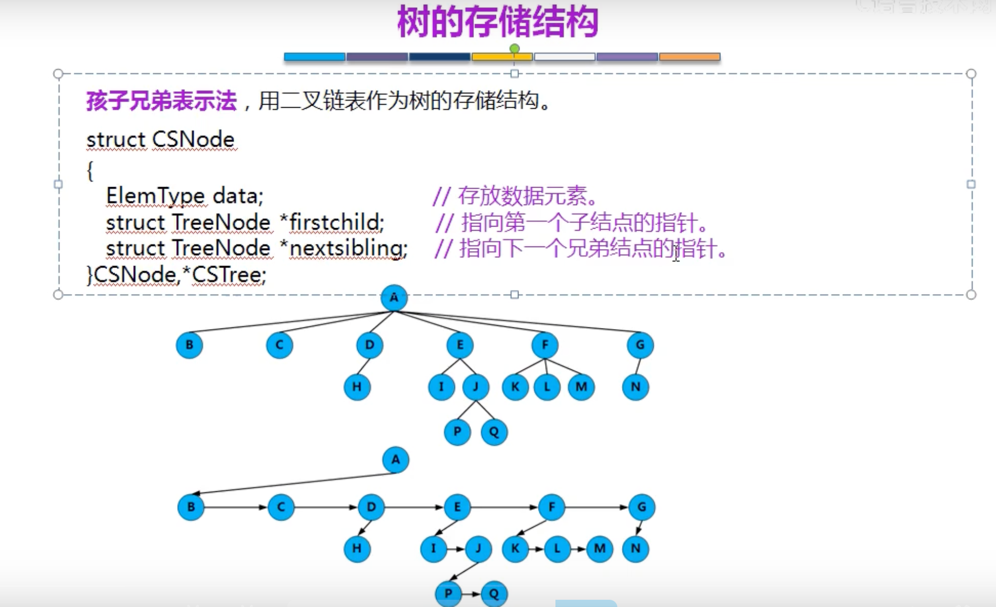 树的存储结构
孩子兄弟表示法，用二叉链表作为树的存储结构。
struct CSNode
{
ElemType data; // 存放数据元素。
struct TreeNode *firstchild; // 指向第一个子结点的指针。
struct TreeNode *nextsibling; // 指向下一个兄弟结点的指针。
}CSNode,*CSTree;
A
B C D E F G
H I J K L M N
P Q
A
B C D E F G
H I J K L M N
P Q